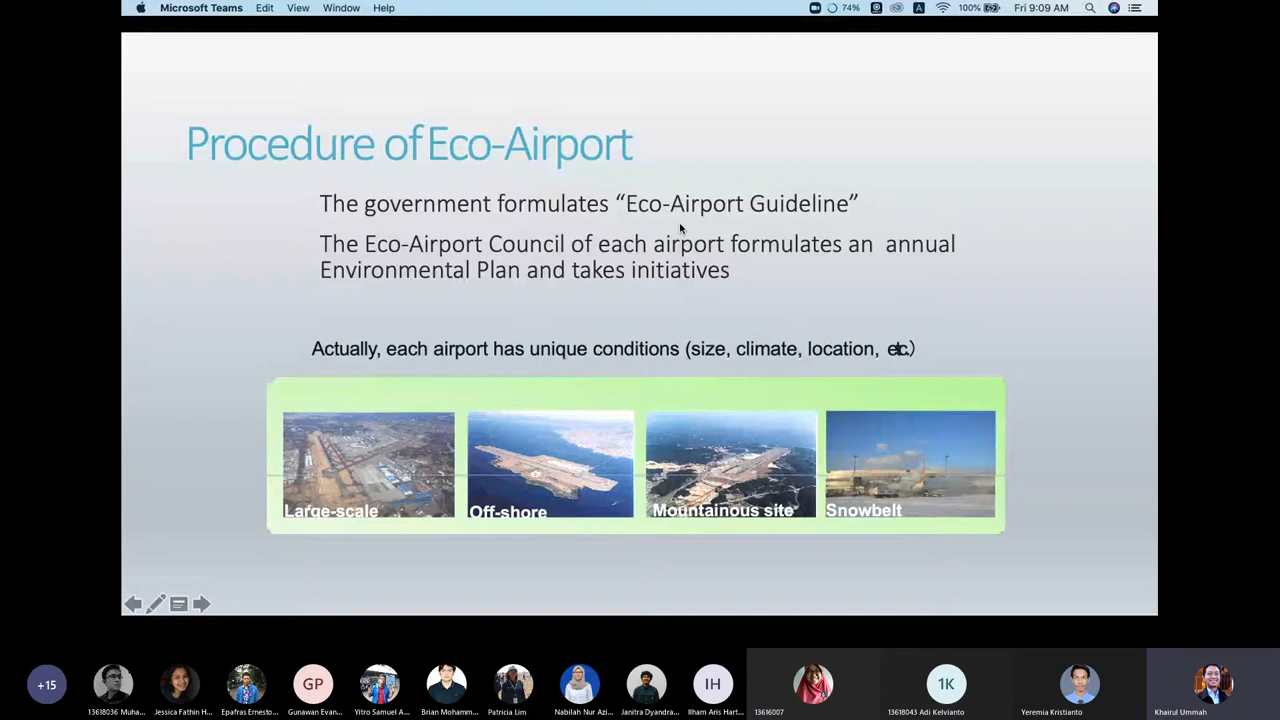 Microsoft Teams Edit View Window Help 74% A 100% Fri 9:09 AM
Procedure of Eco-Airport
The government formulates “Eco-Airport Guideline”
The Eco-Airport Council of each airport formulates an annual
Environmental Plan and takes initiatives
Actually, each airport has unique conditions (size, climate, location, etc.)
Large-scale
Off-shore
Mountainous site
Snowbelt
+15 GP IH 1K
13618036 Muha...
Jessica Fathin H...
Epafras Ernesto...
Gunawan Evan...
Yitro Samuel A...
Brian Mohamm...
Patricia Lim
Nabilah Nur Azi...
Janitra Dyandra...
Ilham Aris Hart...
13616007
13618043 Adi Kelvianto
Yeremia Kristianto
Khairul Ummah